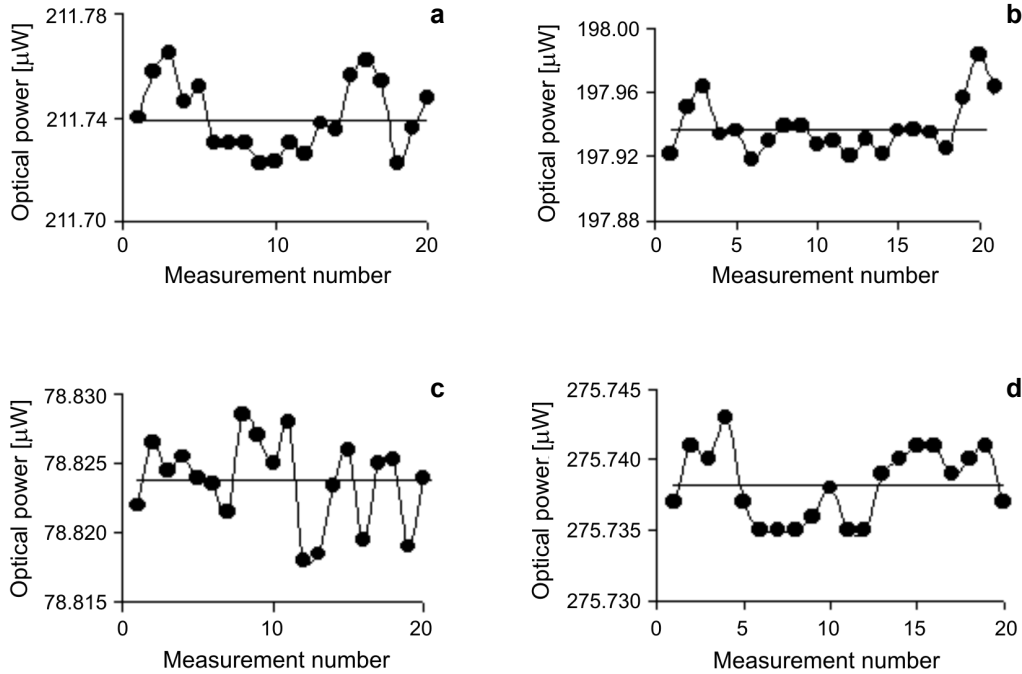 a
Optical power [μW]
211.78
211.74
211.70
0 10 20
Measurement number
b
Optical power [μW]
198.00
197.96
197.92
197.88
0 5 10 15 20
Measurement number
c
Optical power [μW]
78.830
78.825
78.820
78.815
0 10 20
Measurement number
d
Optical power [μW]
275.745
275.740
275.735
275.730
0 5 10 15 20
Measurement number